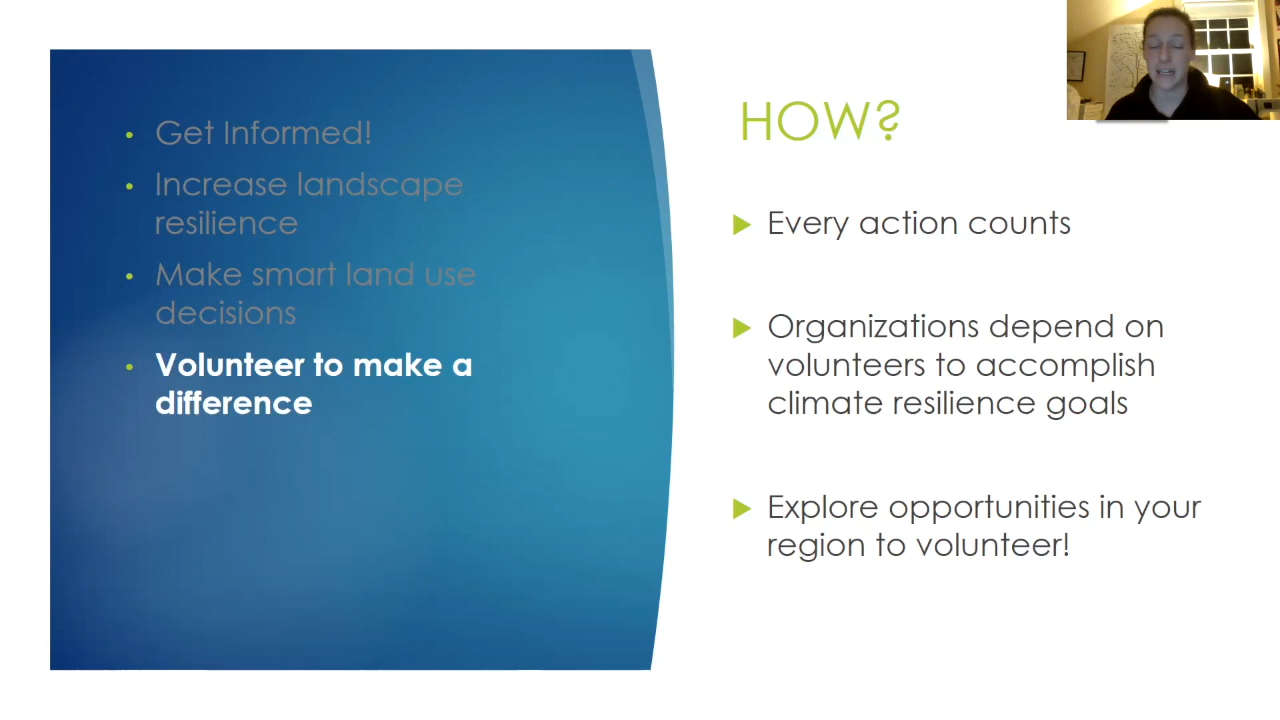 Get Informed!
Increase landscape
resilience
Make smart land use
decisions
Volunteer to make a
difference
HOW?
Every action counts
Organizations depend on
volunteers to accomplish
climate resilience goals
Explore opportunities in your
region to volunteer!